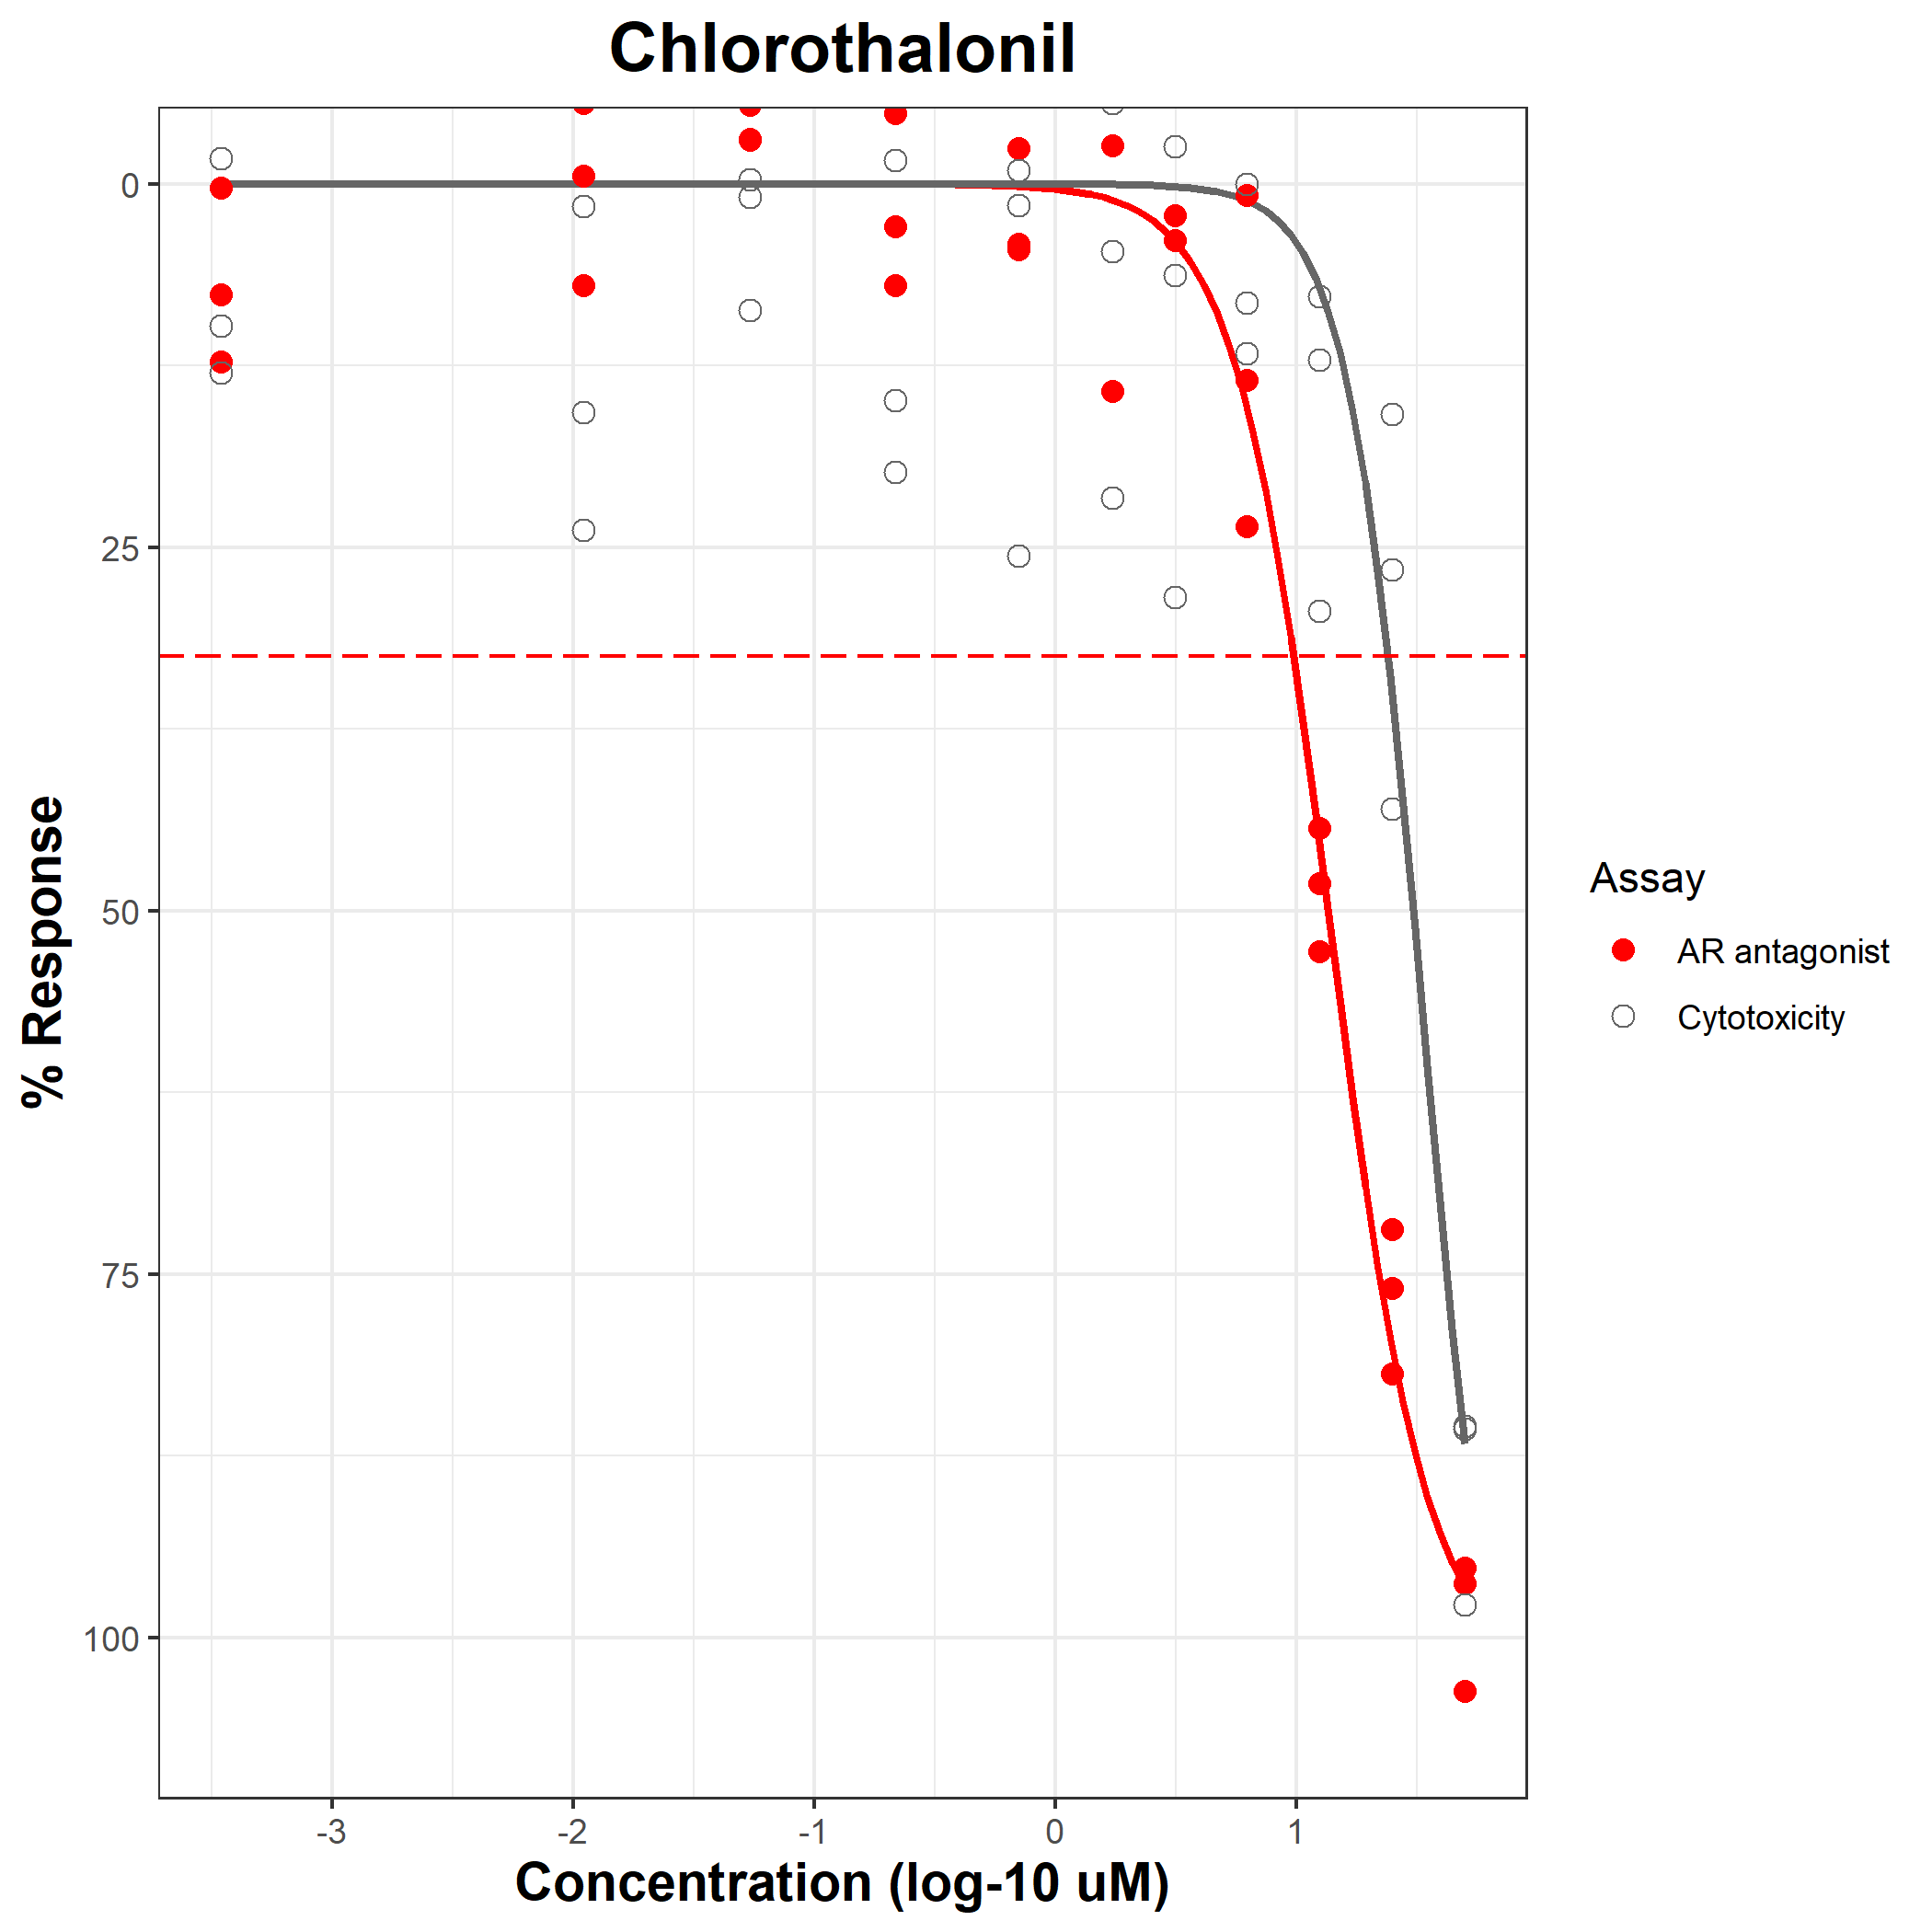 Chlorothalonil
0
25
50
75
100
% Response
-3
-2
-1
0
1
Concentration (log-10 uM)
Assay
AR antagonist
Cytotoxicity